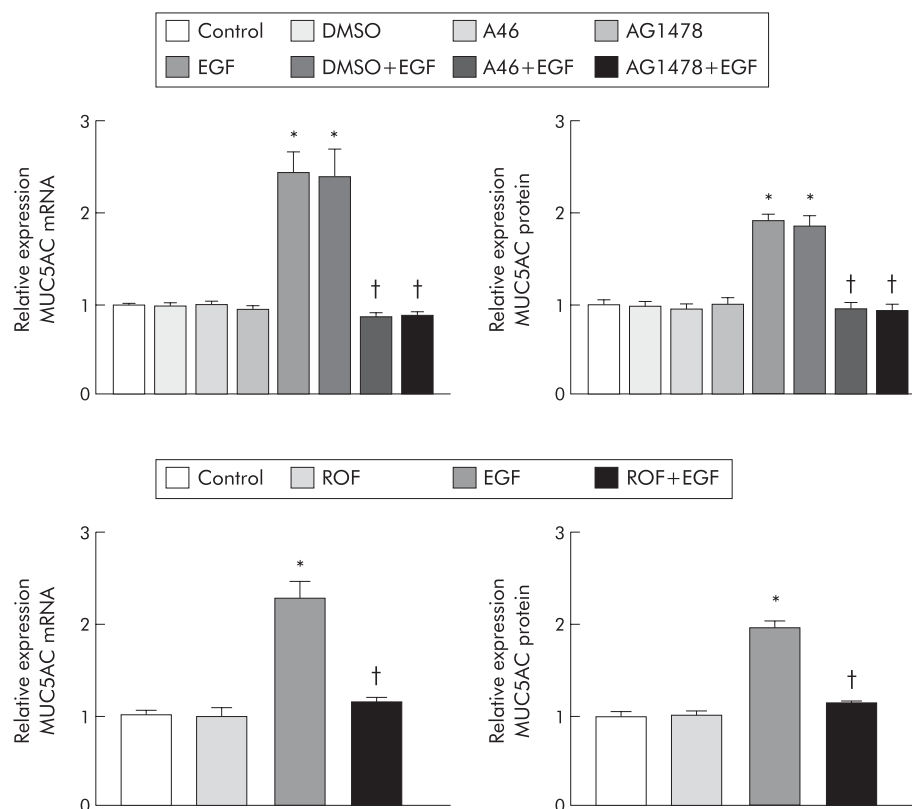 Control DMSO A46 AG1478
EGF DMSO+EGF A46+EGF AG1478+EGF
Relative expression
MUC5AC mRNA
3
*
*
2
†
†
1
0
Relative expression
MUC5AC protein
3
*
*
2
†
†
1
0
Control ROF EGF ROF+EGF
Relative expression
MUC5AC mRNA
3
*
2
†
1
0
Relative expression
MUC5AC protein
3
*
2
†
1
0